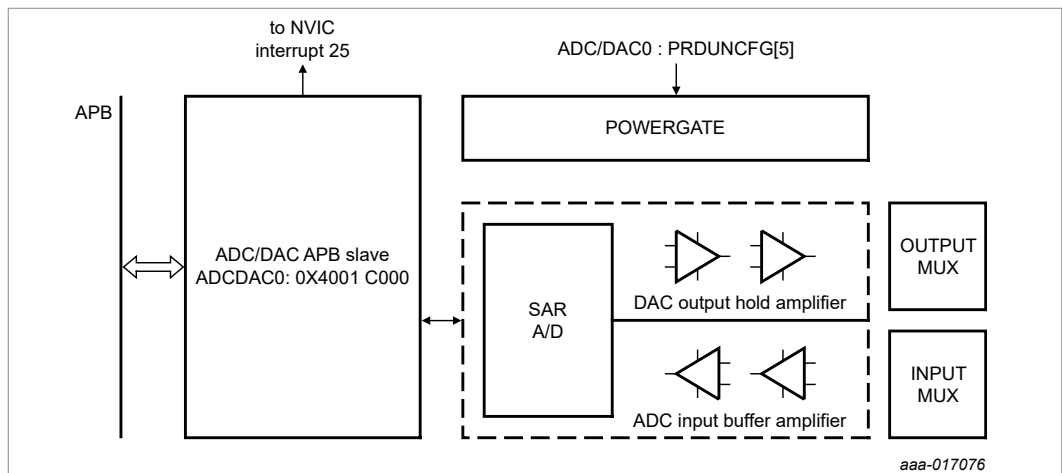 to NVIC
interrupt 25
ADC/DAC0 : PRDUNCFG[5]
APB
POWERGATE
ADC/DAC APB slave
ADCDAC0: 0X4001 C000
SAR
A/D
DAC output hold amplifier
OUTPUT
MUX
ADC input buffer amplifier
INPUT
MUX
aaa-017076